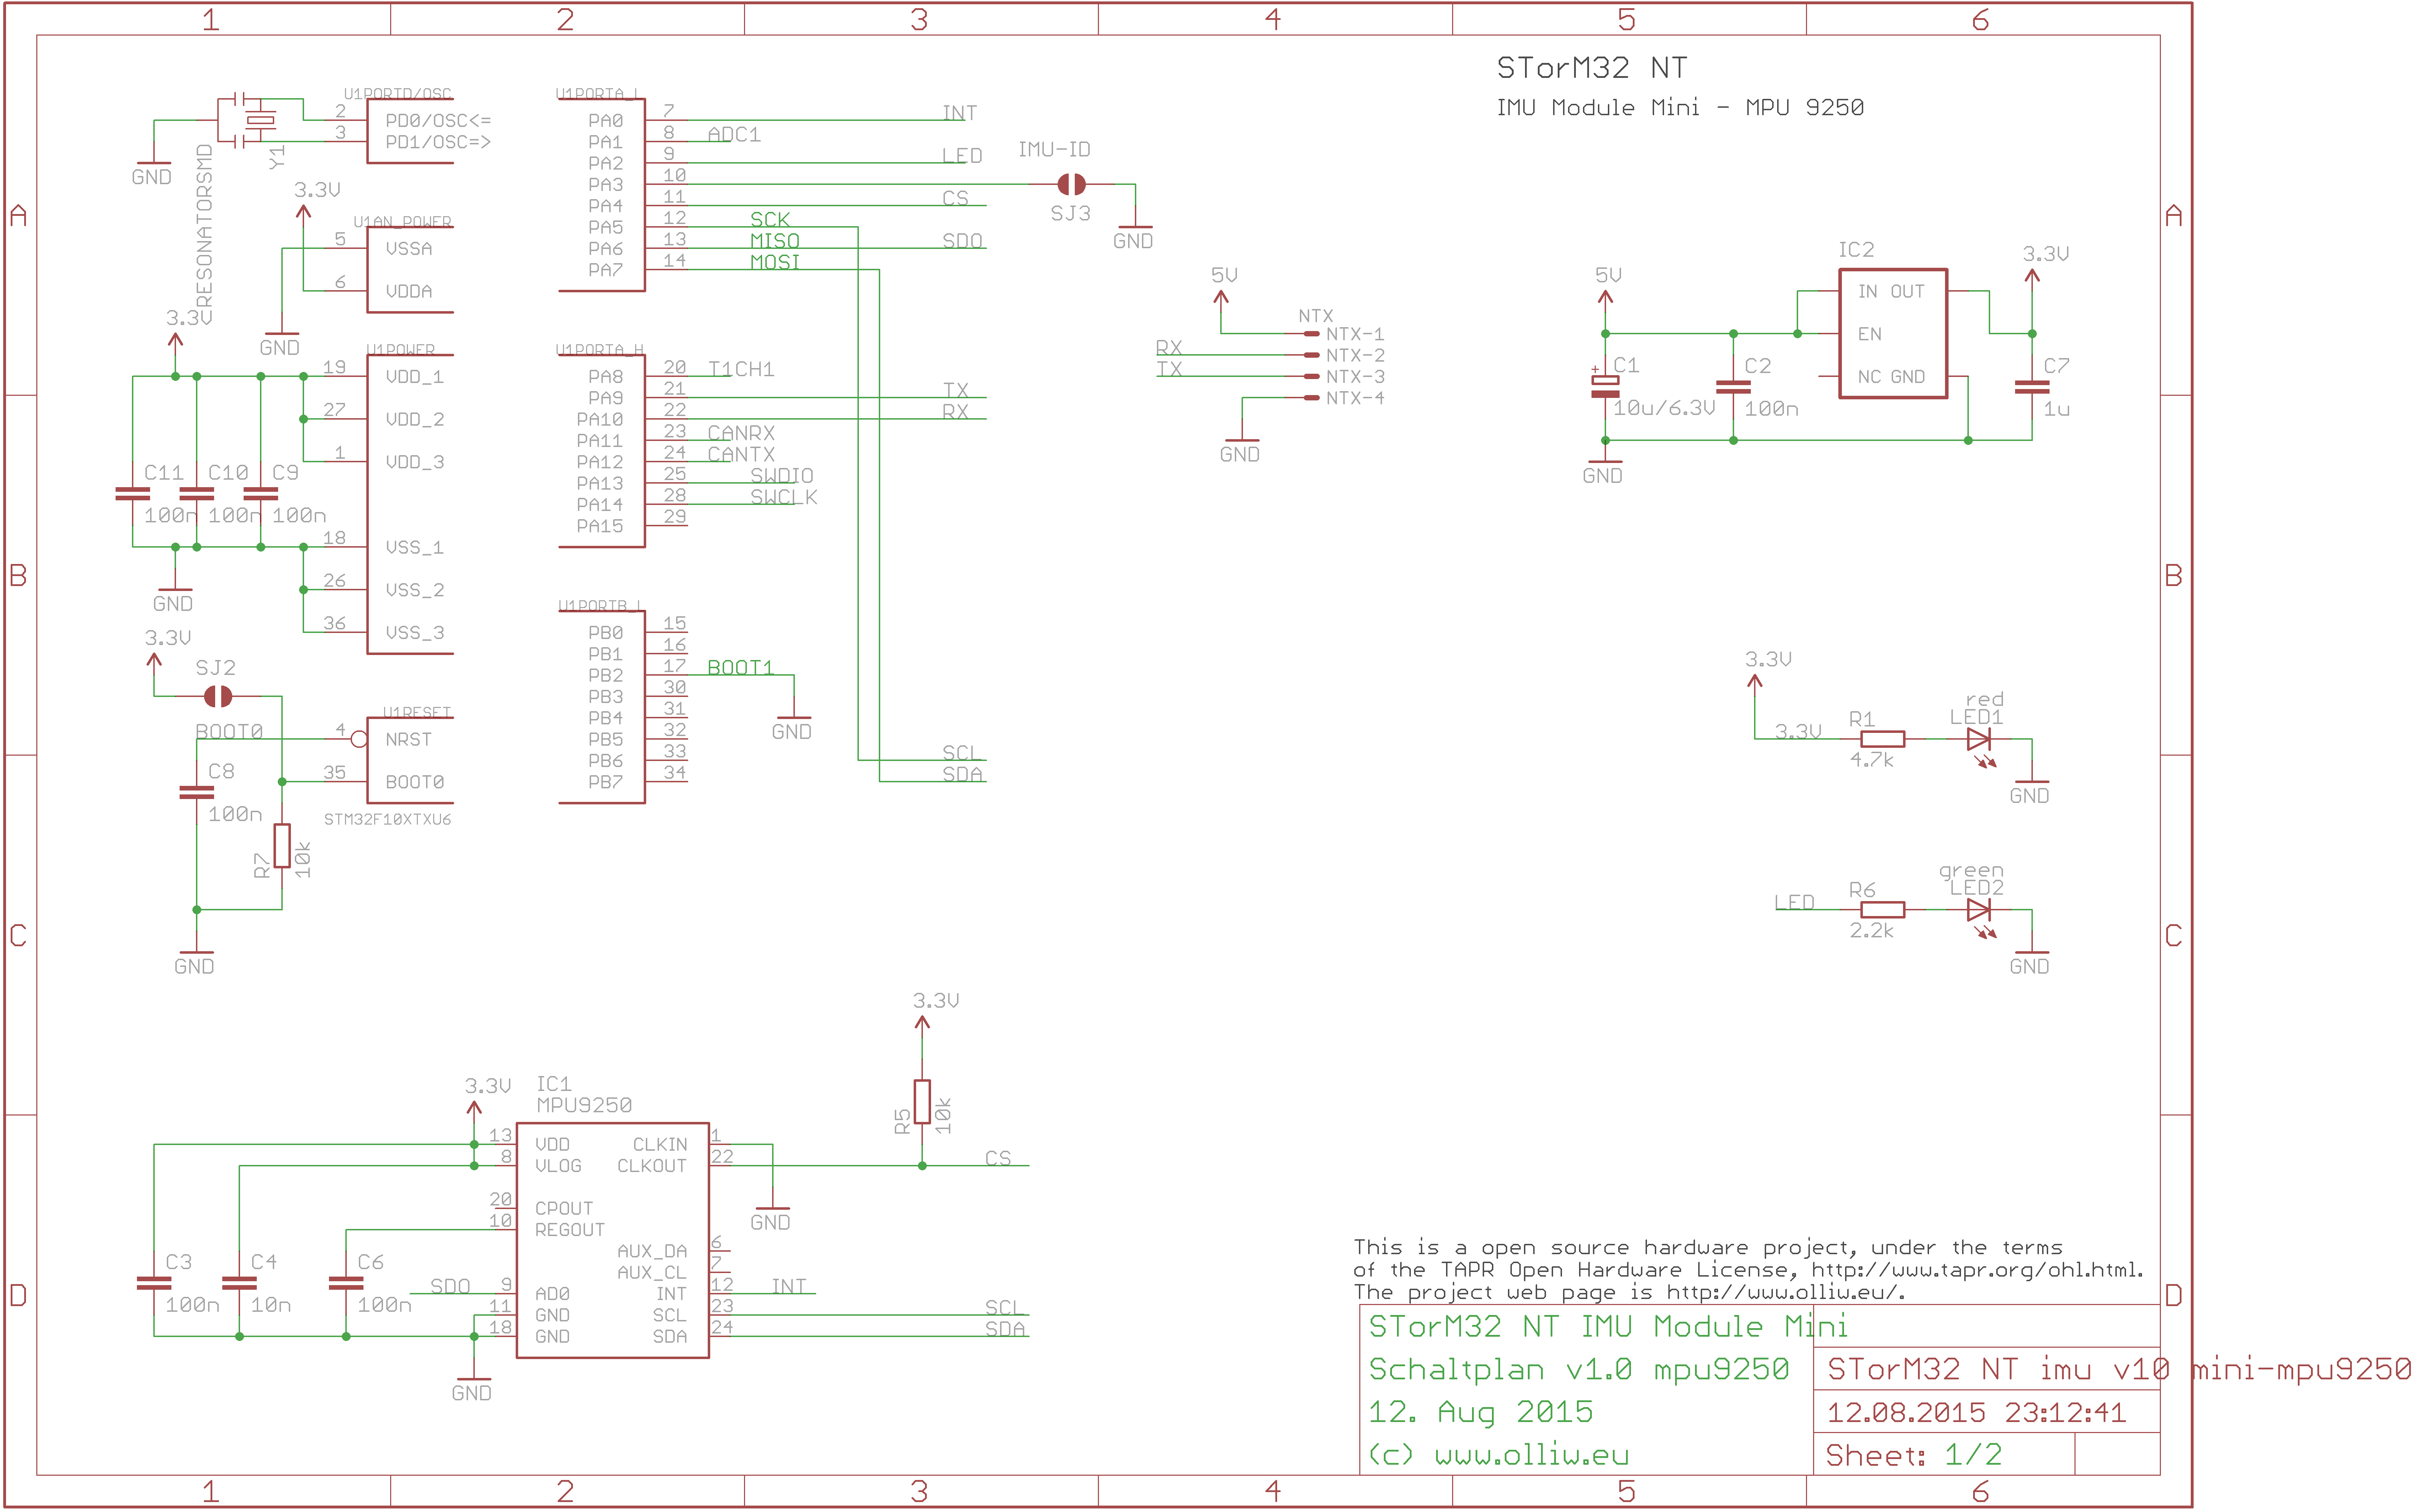 1 2 3 4 5 6
STorM32 NT
IMU Module Mini - MPU 9250
A
A
B
B
C
C
D
D
U1PORTD/OSC
2 PD0/OSC<=
3 PD1/OSC=>
Y1
CRESONATORSMD
GND
3.3V
U1AN_POWER
5 VSSA
6 VDDA
GND
3.3V
U1POWER
19 VDD_1
27 VDD_2
1 VDD_3
18 VSS_1
26 VSS_2
36 VSS_3
C11 C10 C9
100n 100n 100n
GND
3.3V
SJ2
U1RESET
BOOT0 4 NRST
35 BOOT0
STM32F10XTXU6
C8
100n
R7
10k
GND
U1PORTA_L
PA0 7 INT
PA1 8 ADC1
PA2 9 LED
PA3 10
PA4 11 CS
PA5 12 SCK
PA6 13 MISO SDO
PA7 14 MOSI
IMU-ID
SJ3
GND
U1PORTA_H
PA8 20 T1CH1
PA9 21 TX
PA10 22 RX
PA11 23 CANRX
PA12 24 CANTX
PA13 25 SWDIO
PA14 28 SWCLK
PA15 29
U1PORTB_L
PB0 15
PB1 16
PB2 17 BOOT1
PB3 30
PB4 31
PB5 32
PB6 33 SCL
PB7 34 SDA
GND
5V
NTX
NTX-1
RX NTX-2
TX NTX-3
NTX-4
GND
5V
IC2
3.3V
IN OUT
EN
NC GND
+
C1
10u/6.3V
C2
100n
C7
1u
GND
3.3V
3.3V
R1
4.7k
red
LED1
GND
LED
R6
2.2k
green
LED2
GND
3.3V
R5
10k
3.3V
IC1
MPU9250
13 VDD CLKIN 1
8 VLOG CLKOUT 22 CS
20 CPOUT
10 REGOUT
AUX_DA 6
AUX_CL 7
SDO 9 AD0 INT 12 INT
11 GND SCL 23 SCL
18 GND SDA 24 SDA
GND
C3
100n
C4
10n
C6
100n
GND
This is a open source hardware project, under the terms
of the TAPR Open Hardware License, http://www.tapr.org/ohl.html.
The project web page is http://www.olliw.eu/.
STorM32 NT IMU Module Mini
Schaltplan v1.0 mpu9250
12. Aug 2015
(c) www.olliw.eu
STorM32 NT imu v10 mini-mpu9250
12.08.2015 23:12:41
Sheet: 1/2
1 2 3 4 5 6